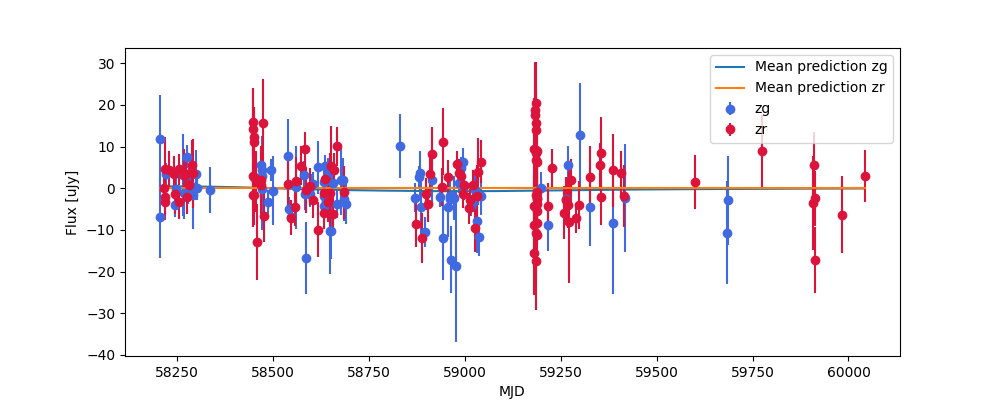 30
20
10
0
−10
−20
−30
−40
Flux [uJy]
58250 58500 58750 59000 59250 59500 59750 60000
MJD
Mean prediction zg
Mean prediction zr
zg
zr